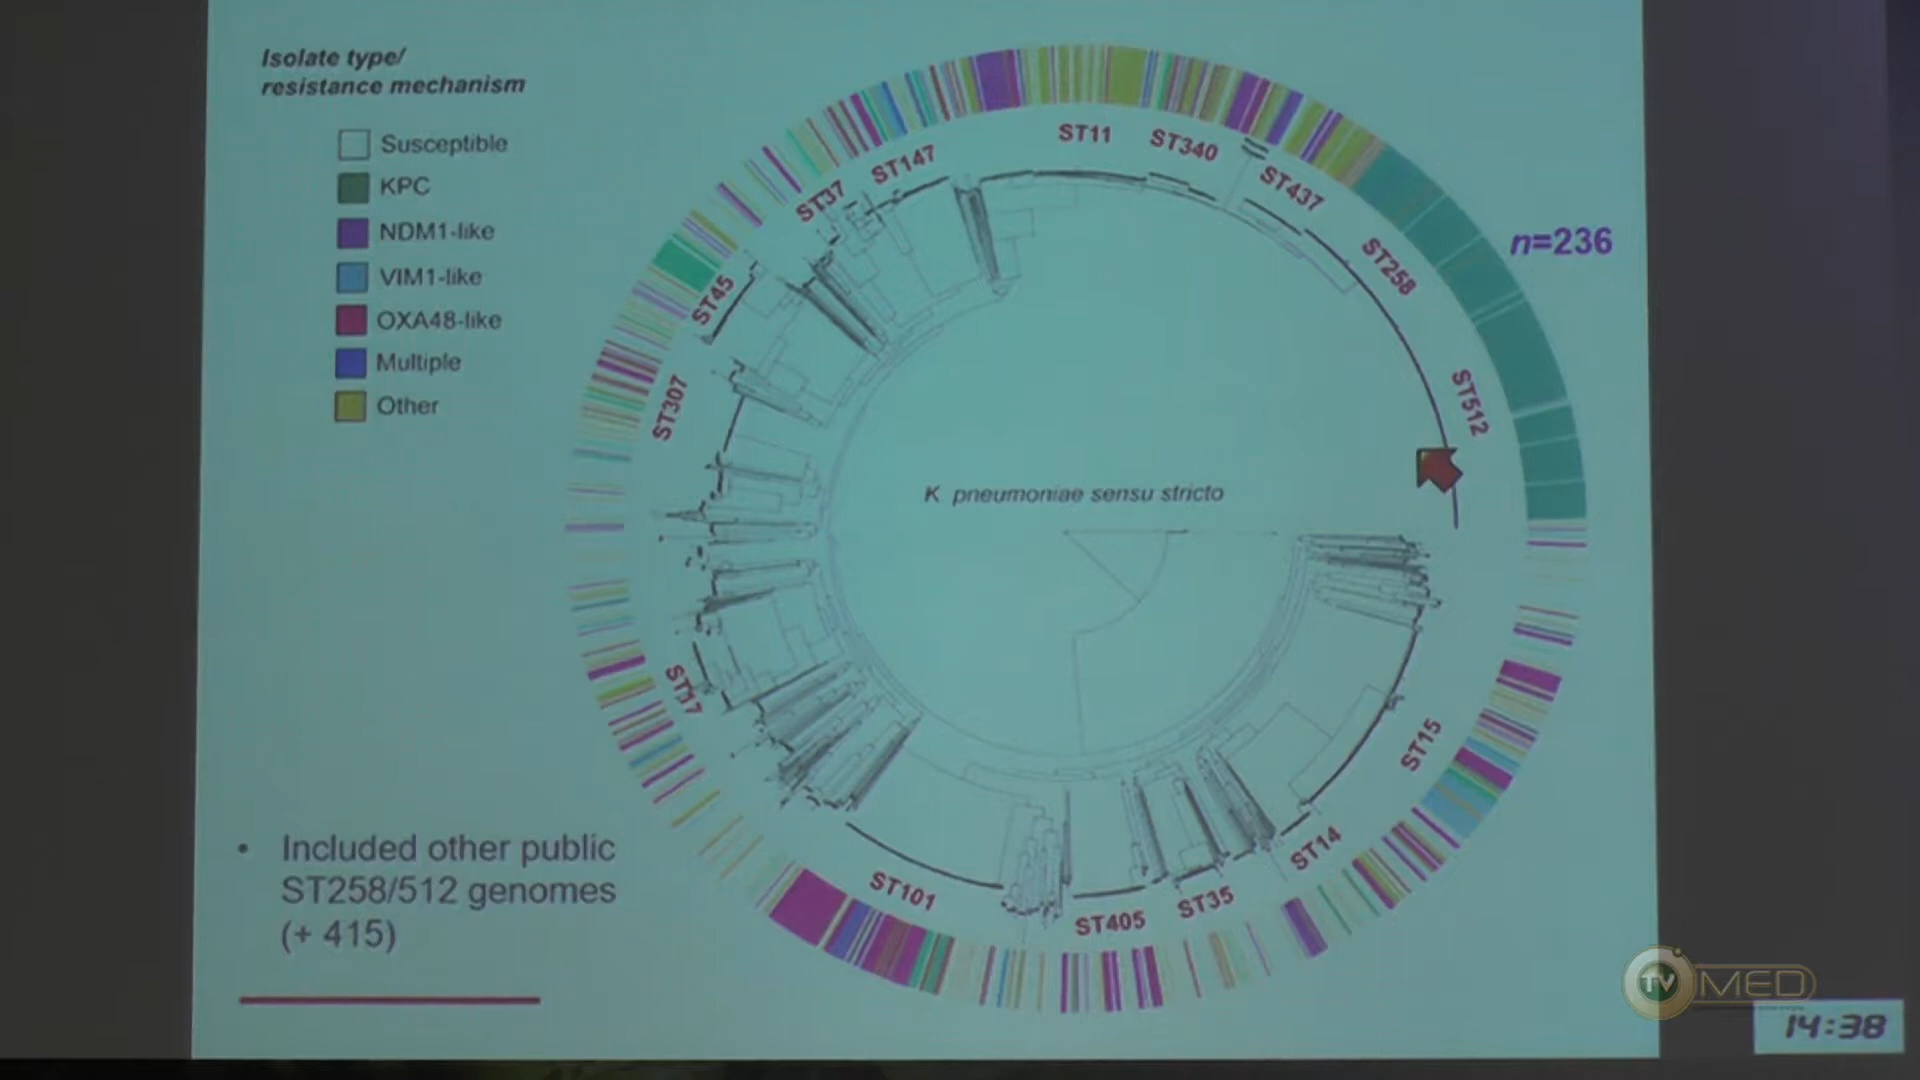 Isolate type/
resistance mechanism
Susceptible
KPC
NDM1-like
VIM1-like
OXA48-like
Multiple
Other
ST11
ST340
ST147
ST437
ST37
n=236
ST258
ST45
ST307
ST512
K pneumoniae sensu stricto
ST17
ST15
ST14
ST101
ST35
ST405
• Included other public
ST258/512 genomes
(+ 415)
TV MED
14:38